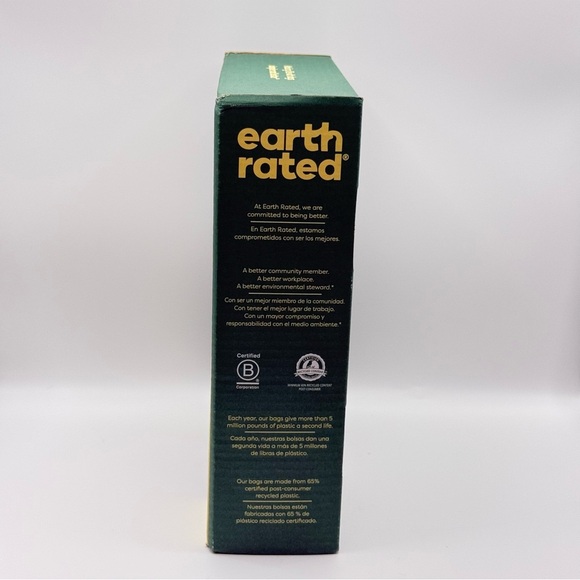 earth
rated®
At Earth Rated, we are
committed to being better.
En Earth Rated, estamos
comprometidos con ser los mejores.
A better community member.
A better workplace.
A better environmental steward.*
Con ser un mejor miembro de la comunidad.
Con tener el mejor lugar de trabajo.
Con un mayor compromiso y
responsabilidad con el medio ambiente.*
Certified
B
Corporation
Each year, our bags give more than 5
million pounds of plastic a second life.
Cada año, nuestras bolsas dan una
segunda vida a más de 5 millones
de libras de plástico.
Our bags are made from 65%
certified post-consumer
recycled plastic.
Nuestras bolsas están
fabricadas con 65 % de
plástico reciclado certificado.